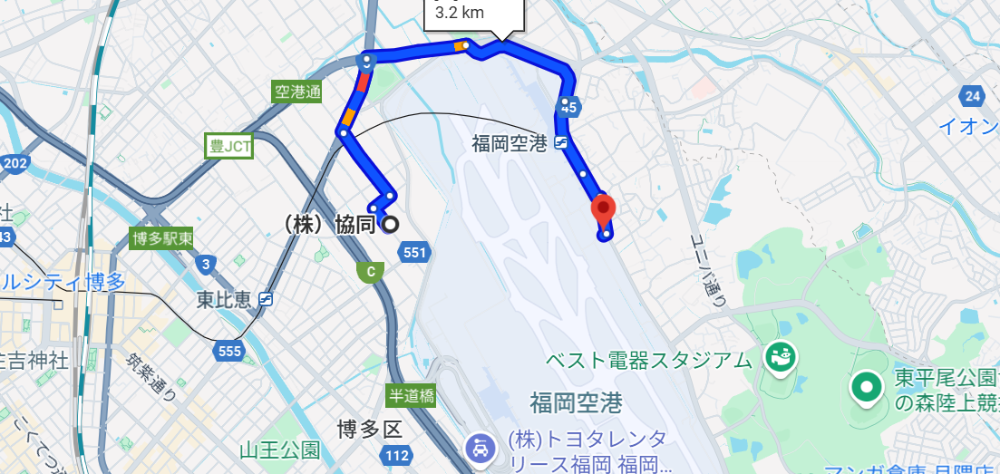 3.2 km
3
空港通
24
イオン
45
福岡空港
豊JCT
202
社
（株）協同
博多駅東
43
551
3
ルシティ博多
C
ユニバ通り
東比恵
555
住吉神社
筑紫通り
ベスト電器スタジアム
東平尾公園
の森陸上競
半道橋
福岡空港
博多区
(株)トヨタレンタ
リース福岡 福岡...
山王公園
112
こくてつ通
マンガ倉庫 月隈店